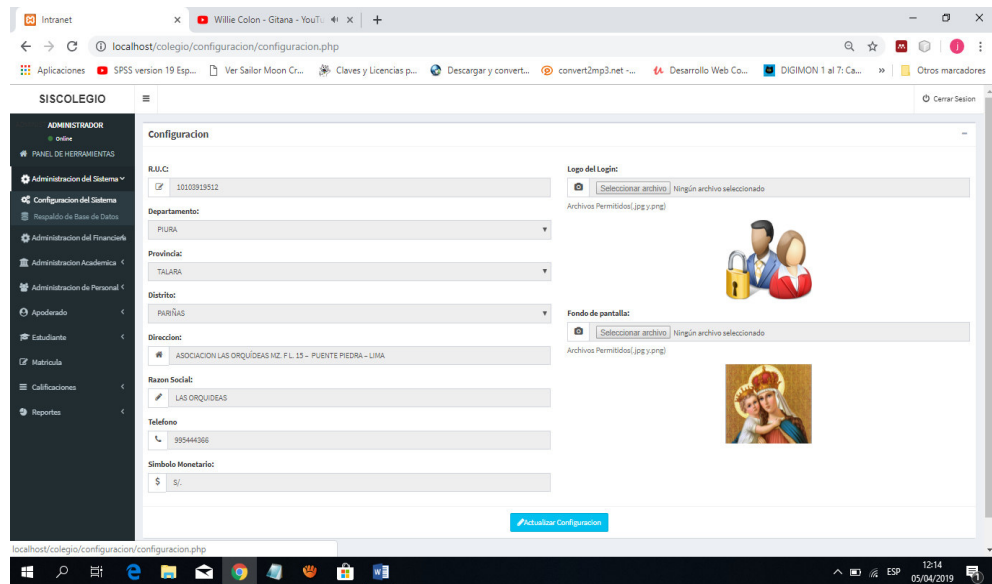 Intranet
Willie Colon - Gitana - YouTu
localhost/colegio/configuracion/configuracion.php
Aplicaciones
SPSS version 19 Esp...
Ver Sailor Moon Cr...
Claves y Licencias p...
Descargar y convert...
convert2mp3.net -...
Desarrollo Web Co...
DIGIMON 1 al 7: Ca...
»
Otros marcadores
SISCOLEGIO
Cerrar Sesion
ADMINISTRADOR
Online
PANEL DE HERRAMIENTAS
Administracion del Sistema
Configuracion del Sistema
Respaldo de Base de Datos
Administracion del Financiero
Administracion Academica
Administracion de Personal
Apoderado
Estudiante
Matricula
Calificaciones
Reportes
Configuracion
R.U.C:
10103919512
Departamento:
PIURA
Provincia:
TALARA
Distrito:
PARIÑAS
Direccion:
ASOCIACION LAS ORQUÍDEAS MZ. F L. 15 – PUENTE PIEDRA – LIMA
Razon Social:
LAS ORQUIDEAS
Telefono
995444366
Simbolo Monetario:
$ S/.
Logo del Login:
Seleccionar archivo Ningún archivo seleccionado
Archivos Permitidos(.jpg y.png)
Fondo de pantalla:
Seleccionar archivo Ningún archivo seleccionado
Archivos Permitidos(.jpg y.png)
Actualizar Configuracion
localhost/colegio/configuracion/configuracion.php
ESP
12:14
05/04/2019